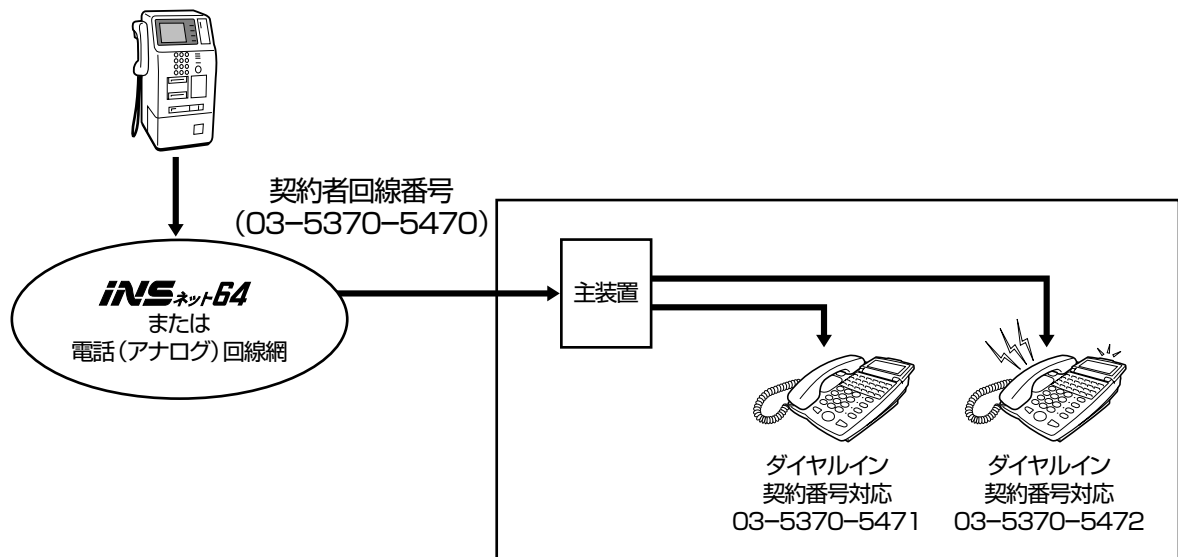 契約者回線番号
(03-5370-5470)
INSネット64
または
電話(アナログ)回線網
主装置
ダイヤルイン
契約番号対応
03-5370-5471
ダイヤルイン
契約番号対応
03-5370-5472